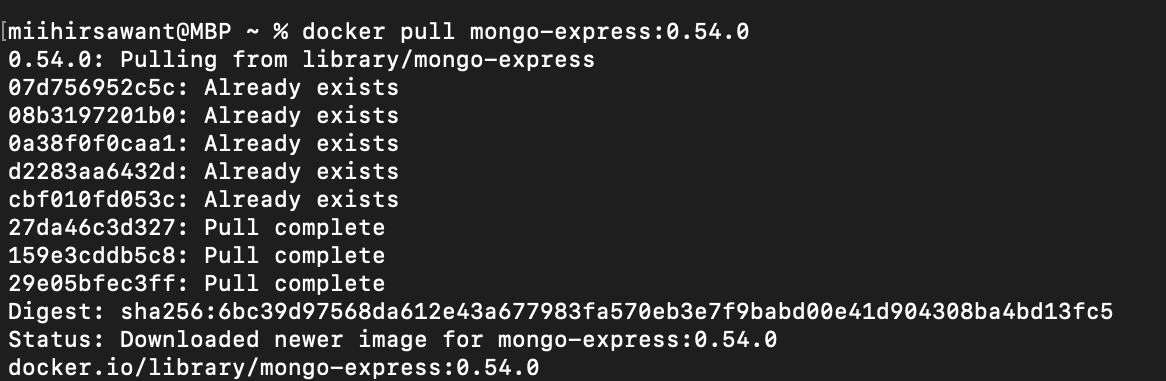 [miihirsawant@MBP ~ % docker pull mongo-express:0.54.0
0.54.0: Pulling from library/mongo-express
07d756952c5c: Already exists
08b3197201b0: Already exists
0a38f0f0caa1: Already exists
d2283aa6432d: Already exists
cbf010fd053c: Already exists
27da46c3d327: Pull complete
159e3cddb5c8: Pull complete
29e05bfec3ff: Pull complete
Digest: sha256:6bc39d97568da612e43a677983fa570eb3e7f9babd00e41d904308ba4bd13fc5
Status: Downloaded newer image for mongo-express:0.54.0
docker.io/library/mongo-express:0.54.0